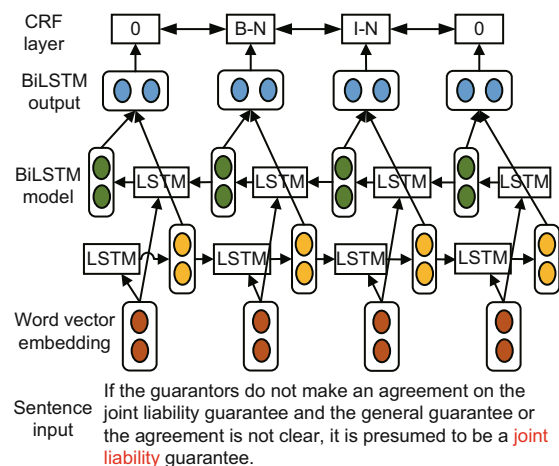 CRF layer
0 B-N I-N 0
BiLSTM output
BiLSTM model
LSTM LSTM LSTM LSTM
LSTM LSTM LSTM LSTM
Word vector embedding
Sentence input
If the guarantors do not make an agreement on the
joint liability guarantee and the general guarantee or
the agreement is not clear, it is presumed to be a joint
liability guarantee.